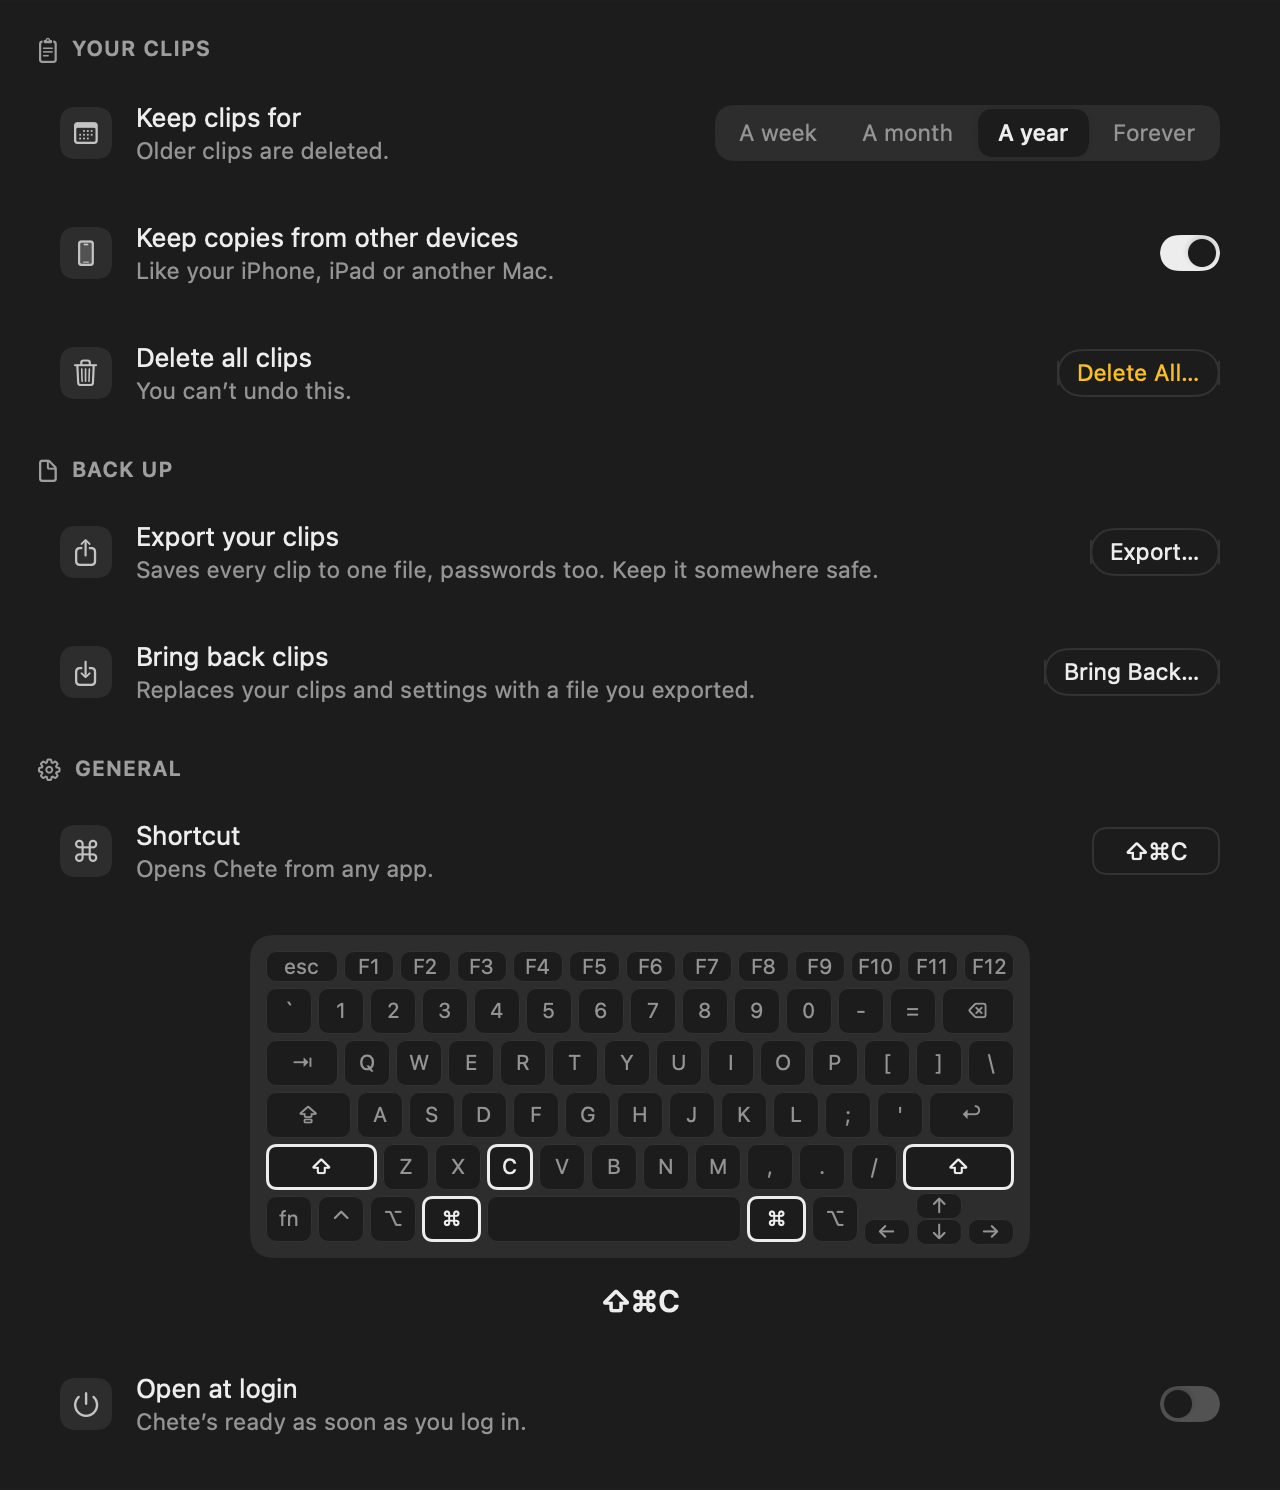 YOUR CLIPS
Keep clips for
Older clips are deleted.
A week A month A year Forever
Keep copies from other devices
Like your iPhone, iPad or another Mac.
Delete all clips
You can’t undo this.
Delete All...
BACK UP
Export your clips
Saves every clip to one file, passwords too. Keep it somewhere safe.
Export...
Bring back clips
Replaces your clips and settings with a file you exported.
Bring Back...
GENERAL
Shortcut
Opens Chete from any app.
⇧⌘C
esc F1 F2 F3 F4 F5 F6 F7 F8 F9 F10 F11 F12
` 1 2 3 4 5 6 7 8 9 0 - = ⌫
⇥ Q W E R T Y U I O P [ ] \
⇪ A S D F G H J K L ; ' ↩
⇧ Z X C V B N M , . / ⇧
fn ^ ⌥ ⌘ ⌘ ⌥ ← ↑ ↓ →
⇧⌘C
Open at login
Chete’s ready as soon as you log in.